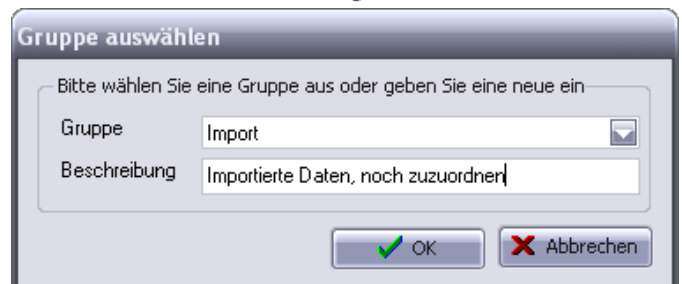 Gruppe auswählen
Bitte wählen Sie eine Gruppe aus oder geben Sie eine neue ein
Gruppe Import
Beschreibung Importierte Daten, noch zuzuordnen
OK Abbrechen